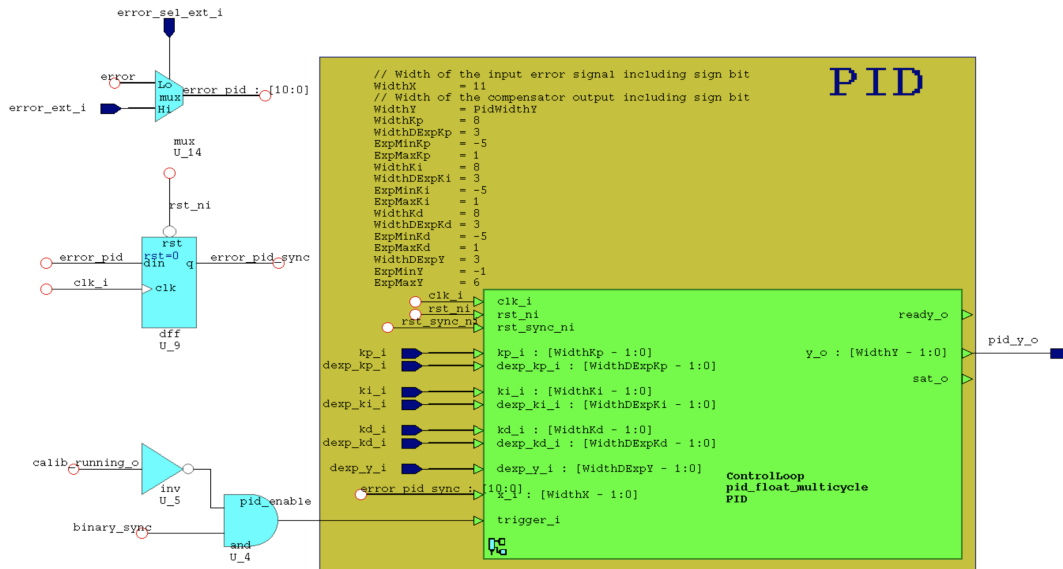 error_sel_ext_i
error
Lo
error_pid : [10:0]
mux
error_ext_i
Hi
mux
U_14
rst_ni
rst
rst=0
error_pid
din
q
error_pid_sync
clk_i
clk
dff
U_9
calib_running_o
inv
U_5
pid_enable
binary_sync
and
U_4
PID
// Width of the input error signal including sign bit
WidthX = 11
// Width of the compensator output including sign bit
WidthY = PidWidthY
WidthKp = 8
WidthDExpKp = 3
ExpMinKp = -5
ExpMaxKp = 1
WidthKi = 8
WidthDExpKi = 3
ExpMinKi = -5
ExpMaxKi = 1
WidthKd = 8
WidthDExpKd = 3
ExpMinKd = -5
ExpMaxKd = 1
WidthDExpY = 3
ExpMinY = -1
ExpMaxY = 6
clk_i clk_i
rst_ni rst_ni
rst_sync_ni rst_sync_ni
kp_i kp_i : [WidthKp - 1:0]
dexp_kp_i dexp_kp_i : [WidthDExpKp - 1:0]
ki_i ki_i : [WidthKi - 1:0]
dexp_ki_i dexp_ki_i : [WidthDExpKi - 1:0]
kd_i kd_i : [WidthKd - 1:0]
dexp_kd_i dexp_kd_i : [WidthDExpKd - 1:0]
dexp_y_i dexp_y_i : [WidthDExpY - 1:0]
error_pid_sync : [10:0]
x_i : [WidthX - 1:0]
trigger_i
ready_o
y_o : [WidthY - 1:0]
pid_y_o
sat_o
ControlLoop
pid_float_multicycle
PID